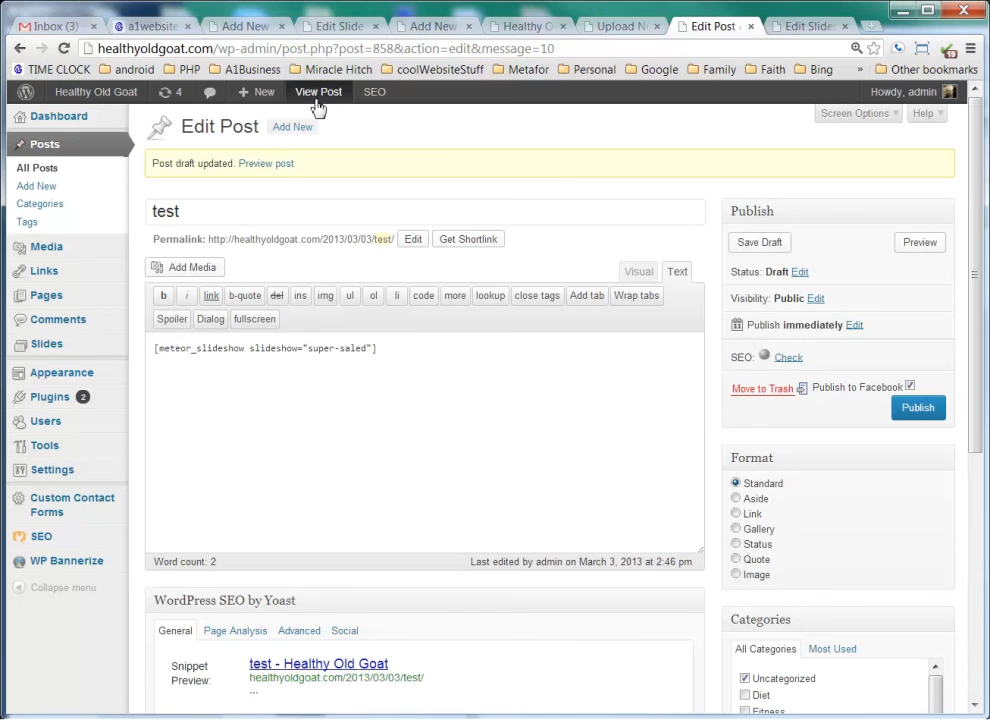 Inbox (3)
a1website
Add New
Edit Slide
Add New
Healthy O
Upload N
Edit Post
Edit Slide
healthyoldgoat.com/wp-admin/post.php?post=858&action=edit&message=10
TIME CLOCK android PHP A1Business Miracle Hitch coolWebsiteStuff Metafor Personal Google Family Faith Bing » Other bookmarks
Healthy Old Goat 4 + New View Post SEO Howdy, admin
Screen Options Help
Dashboard
Posts
All Posts
Add New
Categories
Tags
Media
Links
Pages
Comments
Slides
Appearance
Plugins 2
Users
Tools
Settings
Custom Contact
Forms
SEO
WP Bannerize
Collapse menu
Edit Post Add New
Post draft updated. Preview post
test
Permalink: http://healthyoldgoat.com/2013/03/03/test/ Edit Get Shortlink
Add Media
Visual Text
b i link b-quote del ins img ul ol li code more lookup close tags Add tab Wrap tabs
Spoiler Dialog fullscreen
[meteor_slideshow slideshow="super-saled"]
Word count: 2 Last edited by admin on March 3, 2013 at 2:46 pm
WordPress SEO by Yoast
General Page Analysis Advanced Social
Snippet
Preview:
test - Healthy Old Goat
healthyoldgoat.com/2013/03/03/test/
...
Publish
Save Draft Preview
Status: Draft Edit
Visibility: Public Edit
Publish immediately Edit
SEO: Check
Move to Trash Publish to Facebook
Publish
Format
Standard
Aside
Link
Gallery
Status
Quote
Image
Categories
All Categories Most Used
Uncategorized
Diet
Fitness